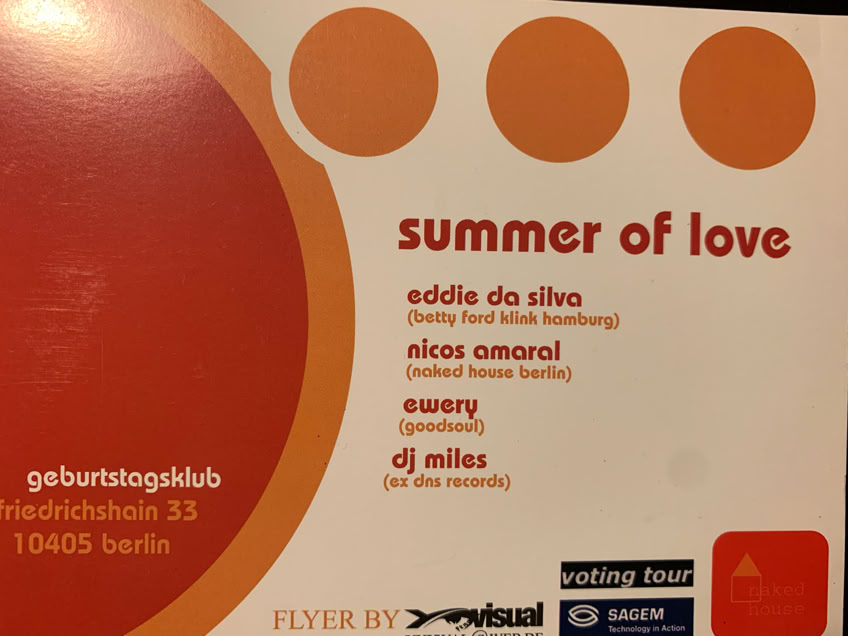 summer of love
eddie da silva
(betty ford klink hamburg)
nicos amaral
(naked house berlin)
ewery
(goodsoul)
dj miles
(ex dns records)
geburtstagsklub
friedrichshain 33
10405 berlin
voting tour
SAGEM
Technology in Action
naked
house
FLYER BY visual